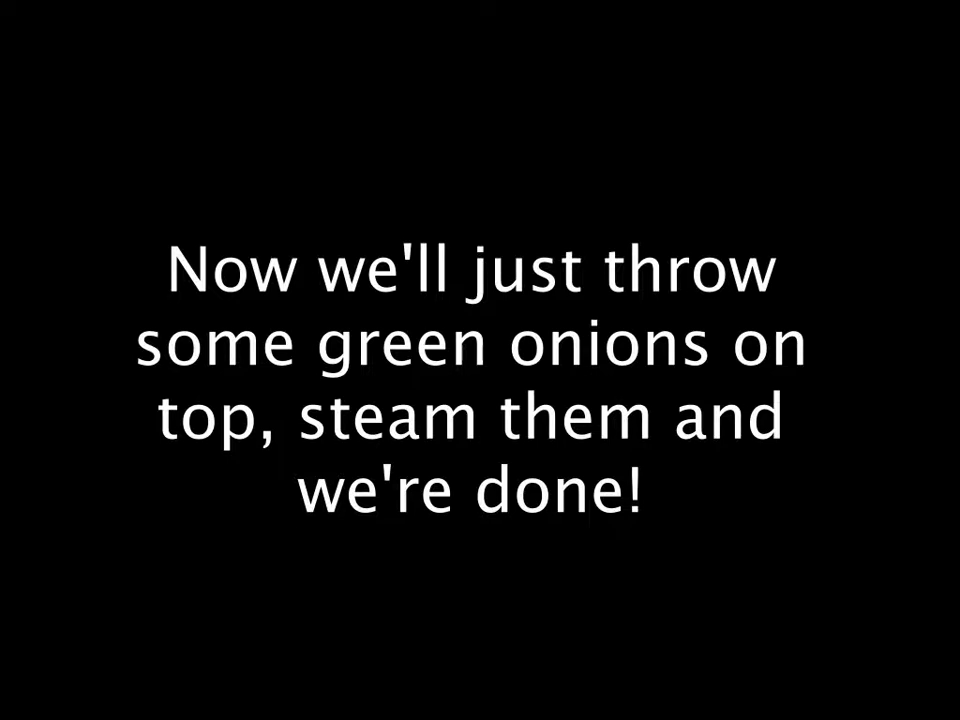 Now we'll just throw
some green onions on
top, steam them and
we're done!